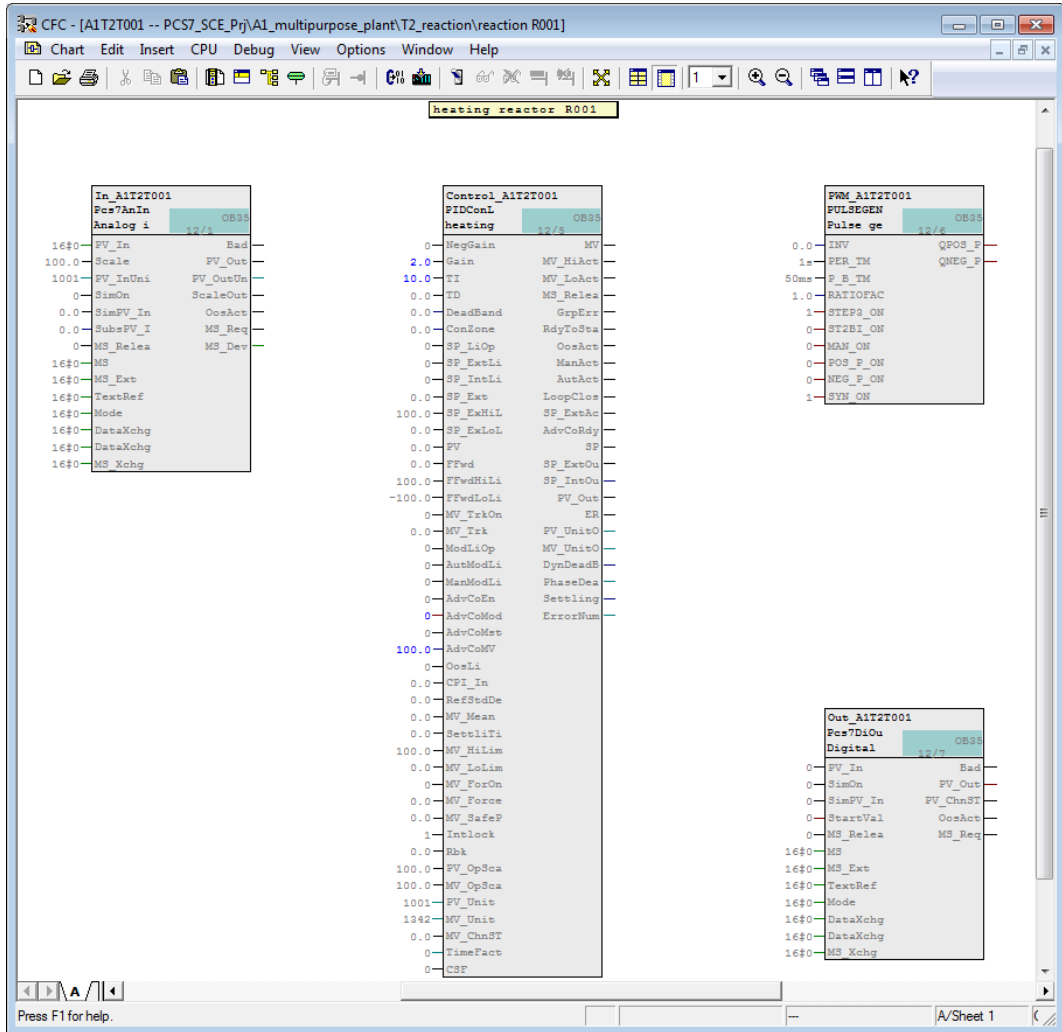 CFC - [A1T2T001 -- PCS7_SCE_Prj\A1_multipurpose_plant\T2_reaction\reaction R001]
Chart Edit Insert CPU Debug View Options Window Help
1
heating reactor R001
In_A1T2T001
Pcs7AnIn
Analog i
OB35
12/1
16#0 PV_In Bad
100.0 Scale PV_Out
1001 PV_InUni PV_OutUn
0 SimOn ScaleOut
0.0 SimPV_In OosAct
0.0 SubsPV_I MS_Req
0 MS_Relea MS_Dev
16#0 MS
16#0 MS_Ext
16#0 TextRef
16#0 Mode
16#0 DataXchg
16#0 DataXchg
16#0 MS_Xchg
Control_A1T2T001
PIDConL
heating
OB35
12/5
0 NegGain MV
2.0 Gain MV_HiAct
10.0 TI MV_LoAct
0.0 TD MS_Relea
0.0 DeadBand GrpErr
0.0 ConZone RdyToSta
0 SP_LiOp OosAct
0 SP_ExtLi ManAct
0 SP_IntLi AutAct
0.0 SP_Ext LoopClos
100.0 SP_ExHiL SP_ExtAc
0.0 SP_ExLoL AdvCoRdy
0.0 PV SP
0.0 FFwd SP_ExtOu
100.0 FFwdHiLi SP_IntOu
-100.0 FFwdLoLi PV_Out
0 MV_TrkOn ER
0.0 MV_Trk PV_UnitO
0 ModLiOp MV_UnitO
0 AutModLi DynDeadB
0 ManModLi PhaseDea
0 AdvCoEn Settling
0 AdvCoMod ErrorNum
0 AdvCoMst
100.0 AdvCoMV
0 OosLi
0.0 CPI_In
0.0 RefStdDe
0.0 MV_Mean
0.0 SettliTi
100.0 MV_HiLim
0.0 MV_LoLim
0 MV_ForOn
0.0 MV_Force
0.0 MV_SafeP
1 Intlock
0.0 Rbk
100.0 PV_OpSca
100.0 MV_OpSca
1001 PV_Unit
1342 MV_Unit
0.0 MV_ChnST
0 TimeFact
0 CSF
PWM_A1T2T001
PULSEGEN
Pulse ge
OB35
12/6
0.0 INV QPOS_P
1s PER_TM QNEG_P
50ms P_B_TM
1.0 RATIOFAC
1 STEP3_ON
0 ST2BI_ON
0 MAN_ON
0 POS_P_ON
0 NEG_P_ON
1 SYN_ON
Out_A1T2T001
Pcs7DiOu
Digital
OB35
12/7
0 PV_In Bad
0 SimOn PV_Out
0 SimPV_In PV_ChnST
0 StartVal OosAct
0 MS_Relea MS_Req
16#0 MS
16#0 MS_Ext
16#0 TextRef
16#0 Mode
16#0 DataXchg
16#0 DataXchg
16#0 MS_Xchg
A
Press F1 for help.
---
A/Sheet 1